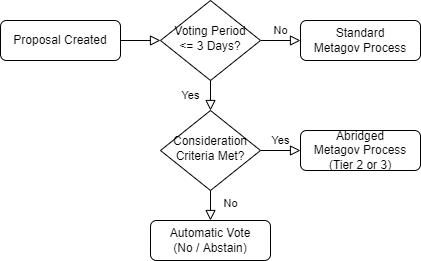 Proposal Created
Voting Period
<= 3 Days?
No
Standard
Metagov Process
Yes
Consideration
Criteria Met?
Yes
Abridged
Metagov Process
(Tier 2 or 3)
No
Automatic Vote
(No / Abstain)